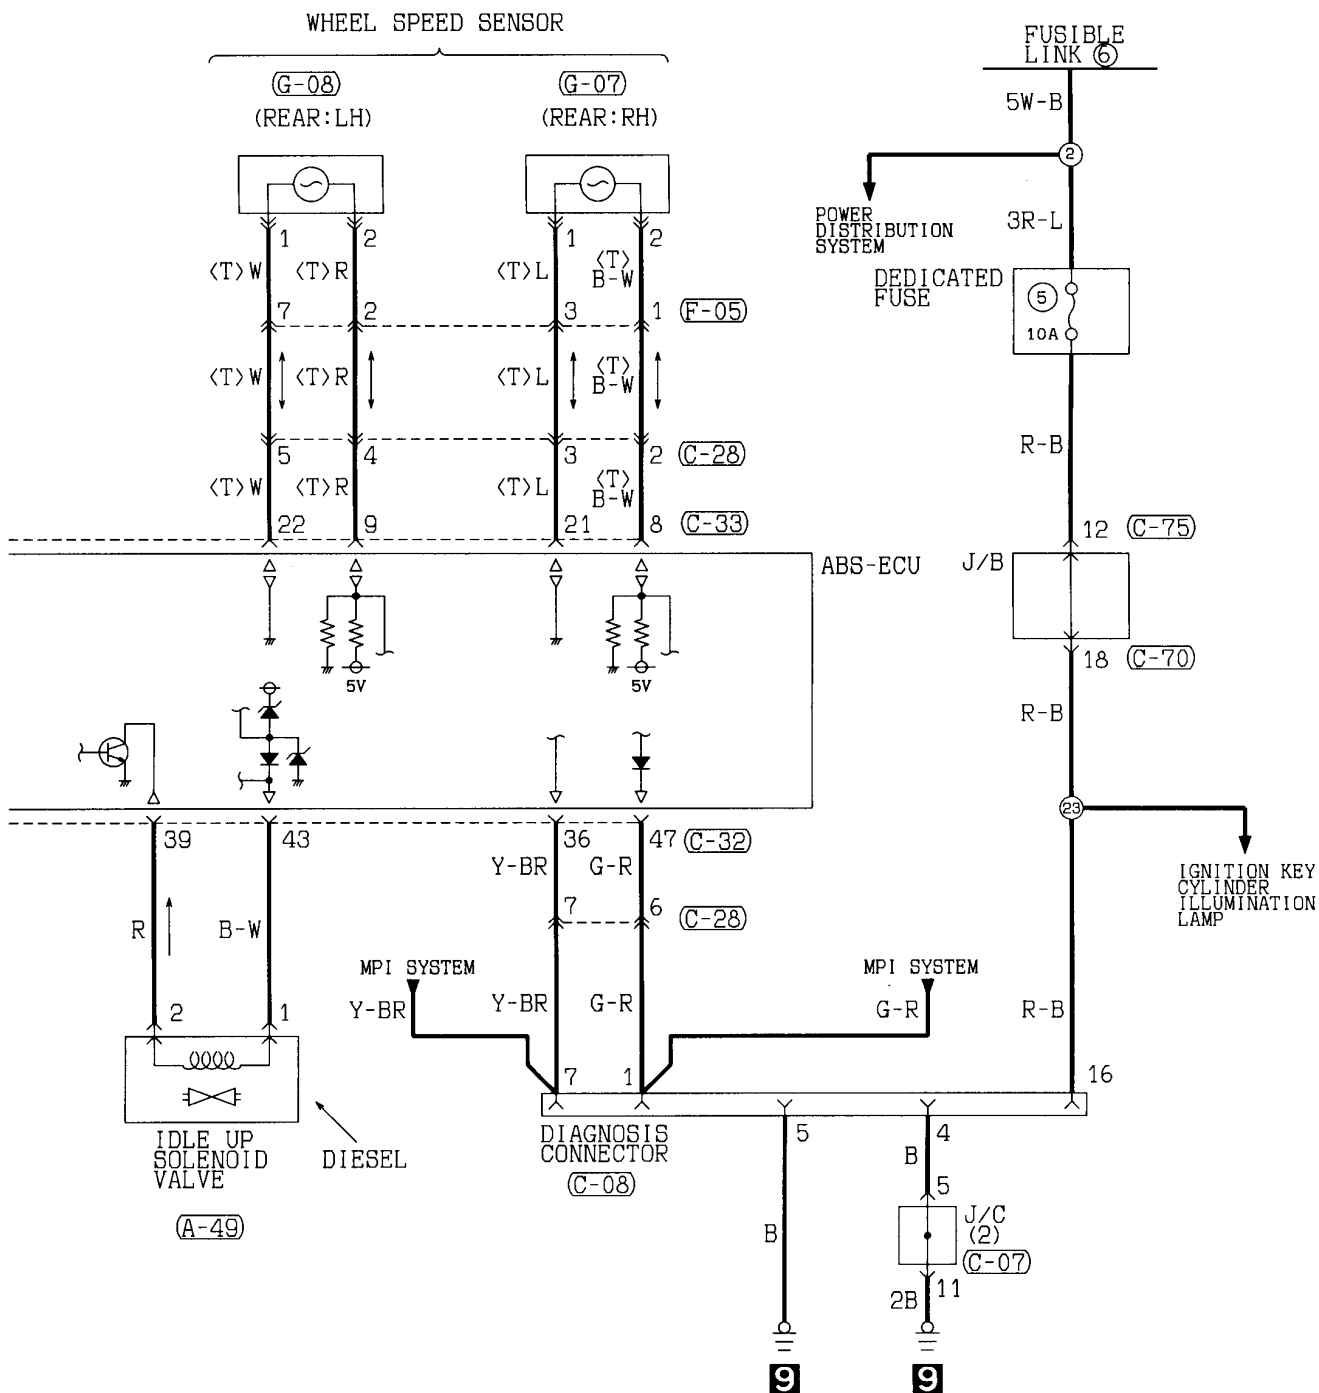 WHEEL SPEED SENSOR
FUSIBLE
LINK ⑥
G-08
G-07
(REAR:LH)
(REAR:RH)
5W-B
2
POWER
DISTRIBUTION
SYSTEM
3R-L
1
2
1
2
<T>W
<T>R
<T>L
<T>
B-W
DEDICATED
FUSE
5
10A
7
2
3
1
F-05
<T>W
<T>R
<T>L
<T>
B-W
5
4
3
2
C-28
R-B
<T>W
<T>R
<T>L
<T>
B-W
22
9
21
8
C-33
12
C-75
ABS-ECU
J/B
5V
5V
18
C-70
R-B
23
39
43
36
47
C-32
Y-BR
G-R
IGNITION KEY
CYLINDER
ILLUMINATION
LAMP
7
6
C-28
R
B-W
MPI SYSTEM
MPI SYSTEM
Y-BR
Y-BR
G-R
G-R
R-B
2
1
7
1
16
IDLE UP
SOLENOID
VALVE
DIESEL
A-49
DIAGNOSIS
CONNECTOR
C-08
5
4
B
5
J/C
(2)
C-07
B
11
2B
9
9